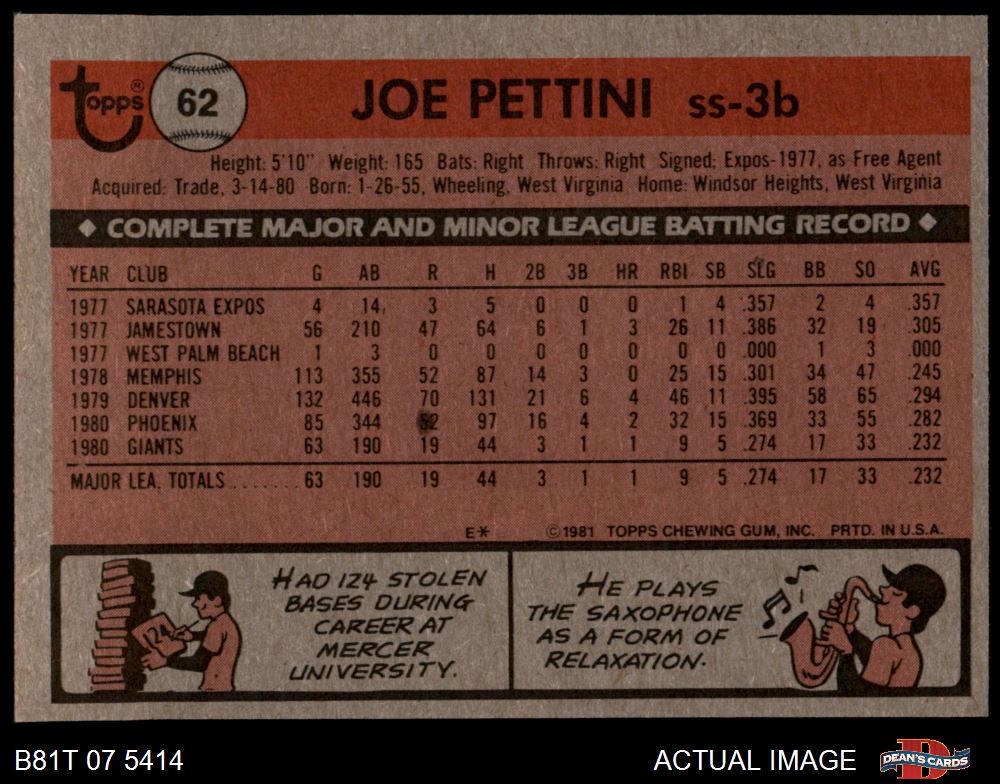 topps® 62 JOE PETTINI ss-3b
Height: 5'10" Weight: 165 Bats: Right Throws: Right Signed: Expos-1977, as Free Agent
Acquired: Trade, 3-14-80 Born: 1-26-55, Wheeling, West Virginia Home: Windsor Heights, West Virginia
◆ COMPLETE MAJOR AND MINOR LEAGUE BATTING RECORD ◆
YEAR CLUB G AB R H 2B 3B HR RBI SB SLG BB SO AVG
1977 SARASOTA EXPOS 4 14 3 5 0 0 0 1 4 .357 2 4 .357
1977 JAMESTOWN 56 210 47 64 6 1 3 26 11 .386 32 19 .305
1977 WEST PALM BEACH 1 3 0 0 0 0 0 0 0 .000 1 3 .000
1978 MEMPHIS 113 355 52 87 14 3 0 25 15 .301 34 47 .245
1979 DENVER 132 446 70 131 21 6 4 46 11 .395 58 65 .294
1980 PHOENIX 85 344 52 97 16 4 2 32 15 .369 33 55 .282
1980 GIANTS 63 190 19 44 3 1 1 9 5 .274 17 33 .232
MAJOR LEA. TOTALS ....... 63 190 19 44 3 1 1 9 5 .274 17 33 .232
E* ©1981 TOPPS CHEWING GUM, INC. PRTD. IN U.S.A.
HAD 124 STOLEN
BASES DURING
CAREER AT
MERCER
UNIVERSITY.
124
HE PLAYS
THE SAXOPHONE
AS A FORM OF
RELAXATION.
B81T 07 5414 ACTUAL IMAGE DEAN'S CARDS